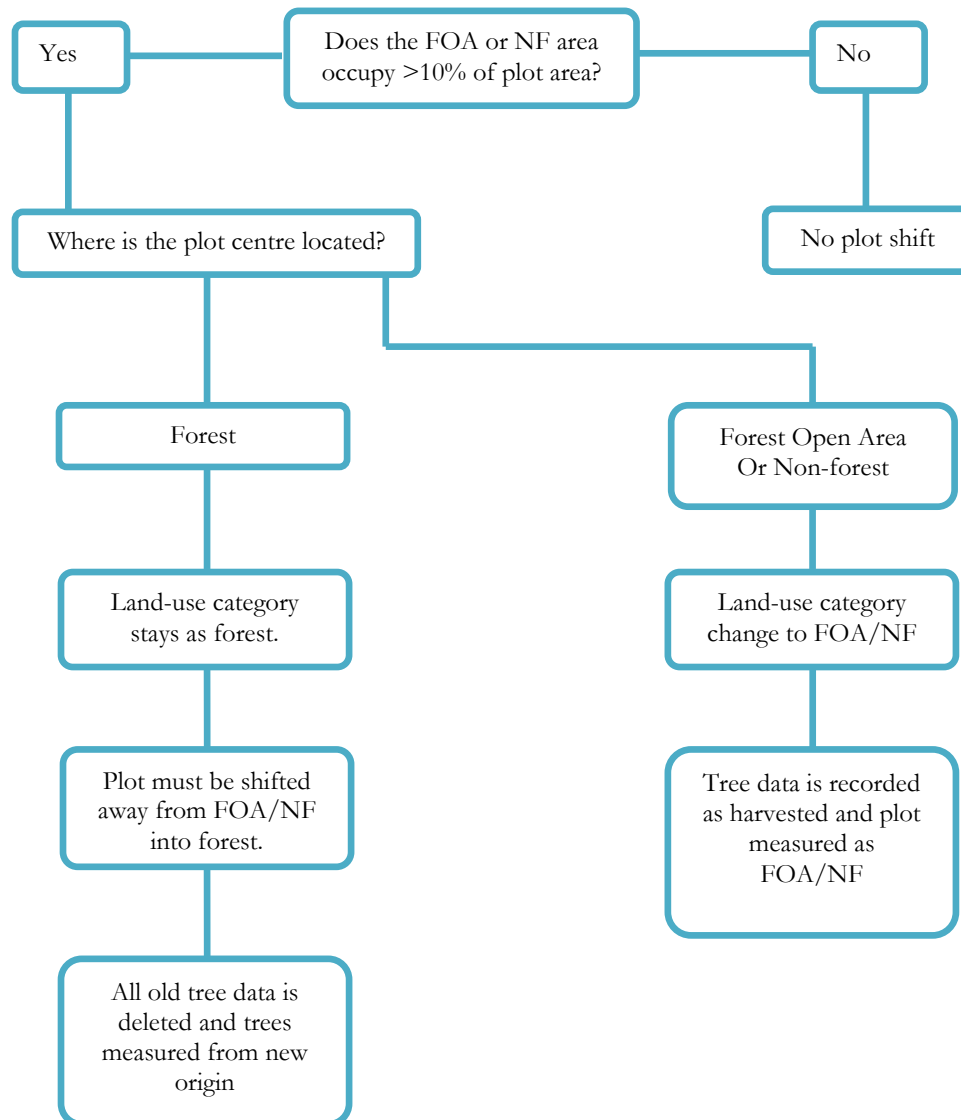 Yes
Does the FOA or NF area
occupy >10% of plot area?
No
Where is the plot centre located?
No plot shift
Forest
Forest Open Area
Or Non-forest
Land-use category
stays as forest.
Land-use category
change to FOA/NF
Plot must be shifted
away from FOA/NF
into forest.
Tree data is recorded
as harvested and plot
measured as
FOA/NF
All old tree data is
deleted and trees
measured from new
origin